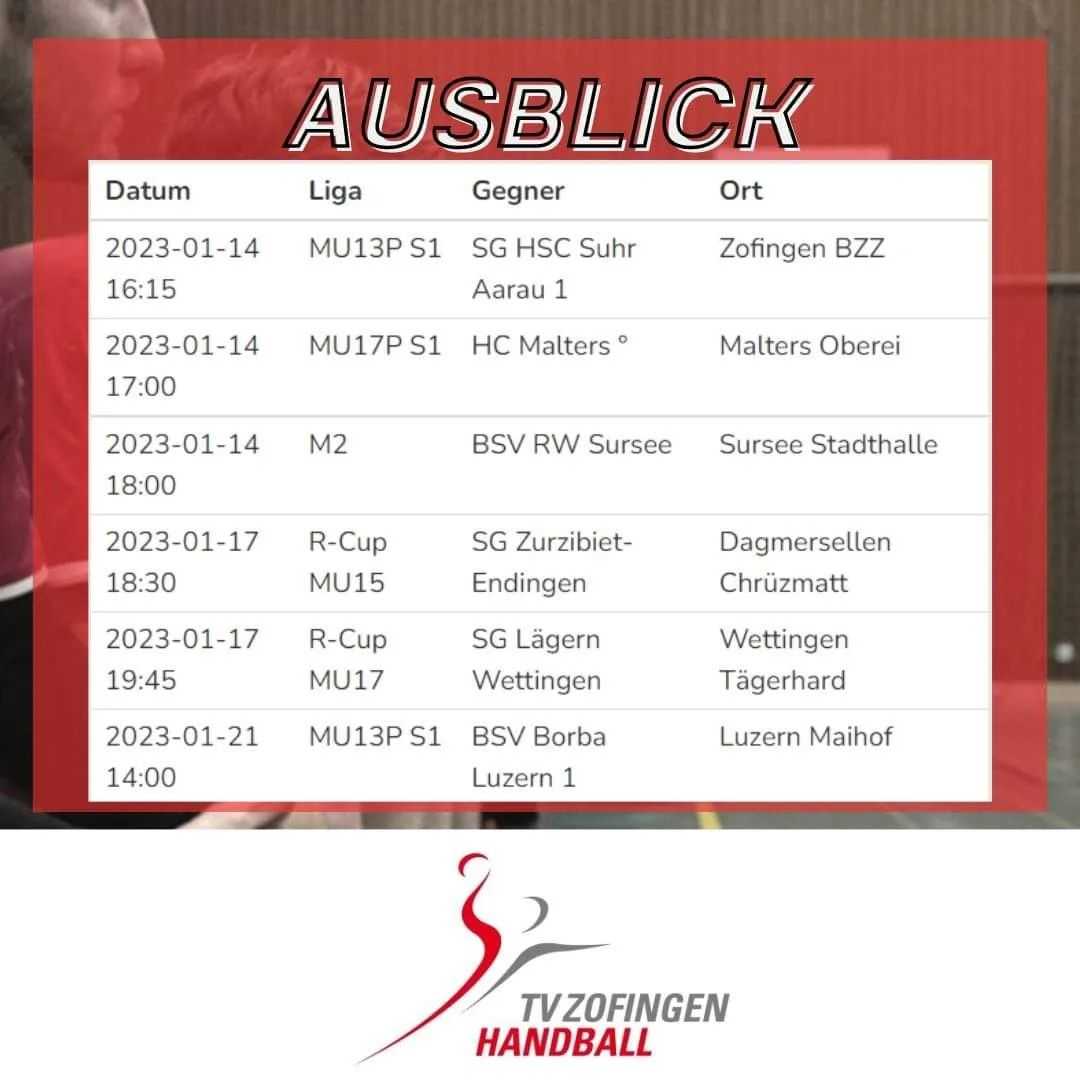 AUSBLICK
Datum Liga Gegner Ort
2023-01-14 MU13P S1 SG HSC Suhr Zofingen BZZ
16:15 Aarau 1
2023-01-14 MU17P S1 HC Malters ° Malters Oberei
17:00
2023-01-14 M2 BSV RW Sursee Sursee Stadthalle
18:00
2023-01-17 R-Cup SG Zurzibiet- Dagmersellen
18:30 MU15 Endingen Chrüzmatt
2023-01-17 R-Cup SG Lägern Wettingen
19:45 MU17 Wettingen Tägerhard
2023-01-21 MU13P S1 BSV Borba Luzern Maihof
14:00 Luzern 1
TV ZOFINGEN
HANDBALL